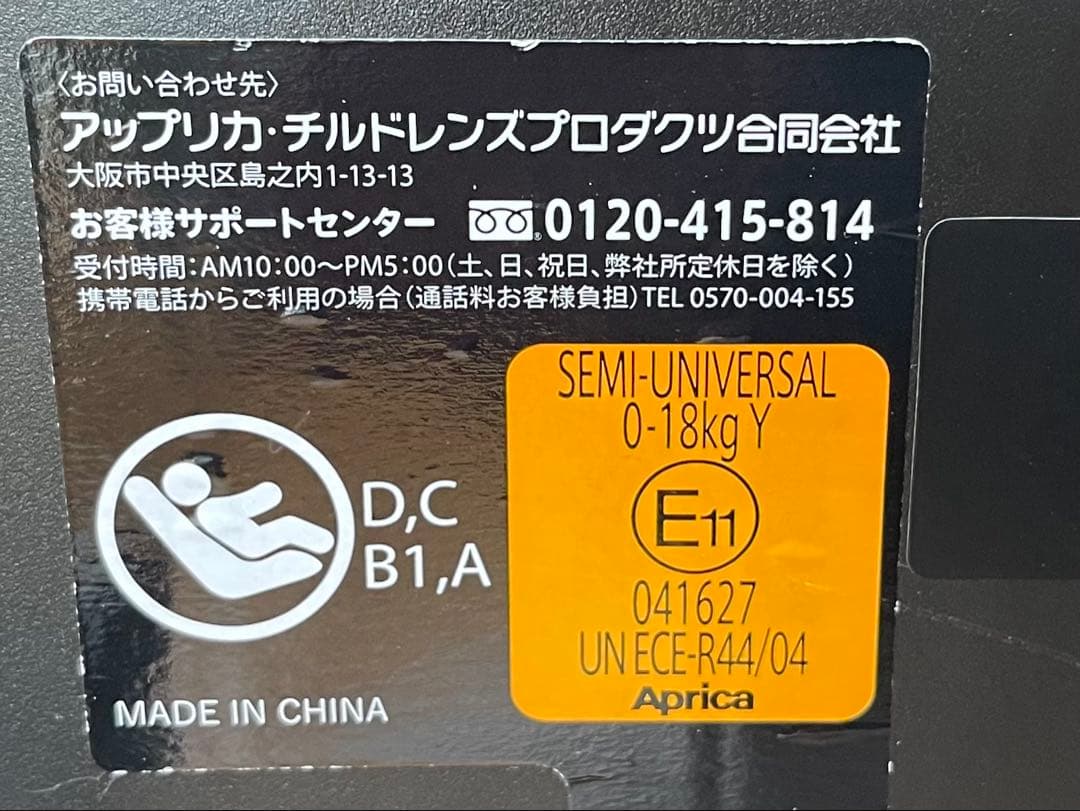 〈お問い合わせ先〉
アップリカ・チルドレンズプロダクツ合同会社
大阪市中央区島之内1-13-13
お客様サポートセンター 0120-415-814
受付時間:AM10:00〜PM5:00(土、日、祝日、弊社所定休日を除く)
携帯電話からご利用の場合(通話料お客様負担)TEL 0570-004-155
SEMI-UNIVERSAL
0-18kg Y
E11
041627
UN ECE-R44/04
Aprica
D,C
B1,A
MADE IN CHINA